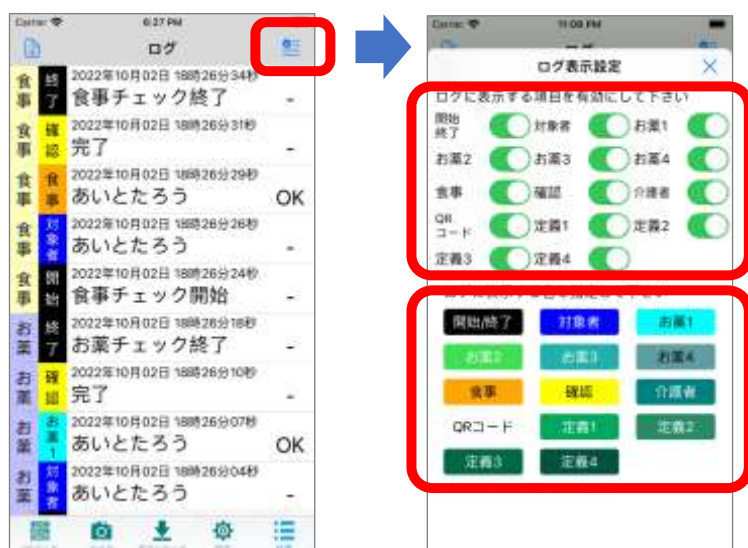 Carrier
6:27 PM
ログ
食事
終了
2022年10月02日 18時26分34秒
食事チェック終了
-
食事
確認
2022年10月02日 18時26分31秒
完了
-
食事
食事
2022年10月02日 18時26分29秒
あいとたろう
OK
食事
対象者
2022年10月02日 18時26分26秒
あいとたろう
-
食事
開始
2022年10月02日 18時26分24秒
食事チェック開始
-
お薬
終了
2022年10月02日 18時26分18秒
お薬チェック終了
-
お薬
確認
2022年10月02日 18時26分10秒
完了
-
お薬
お薬1
2022年10月02日 18時26分07秒
あいとたろう
OK
お薬
対象者
2022年10月02日 18時26分04秒
あいとたろう
-
Carrier
11:09 PM
ログ表示設定
ログに表示する項目を有効にして下さい
開始終了 対象者 お薬1
お薬2 お薬3 お薬4
食事 確認 介護者
QRコード 定義1 定義2
定義3 定義4
開始/終了 対象者 お薬1
お薬2 お薬3 お薬4
食事 確認 介護者
QRコード 定義1 定義2
定義3 定義4